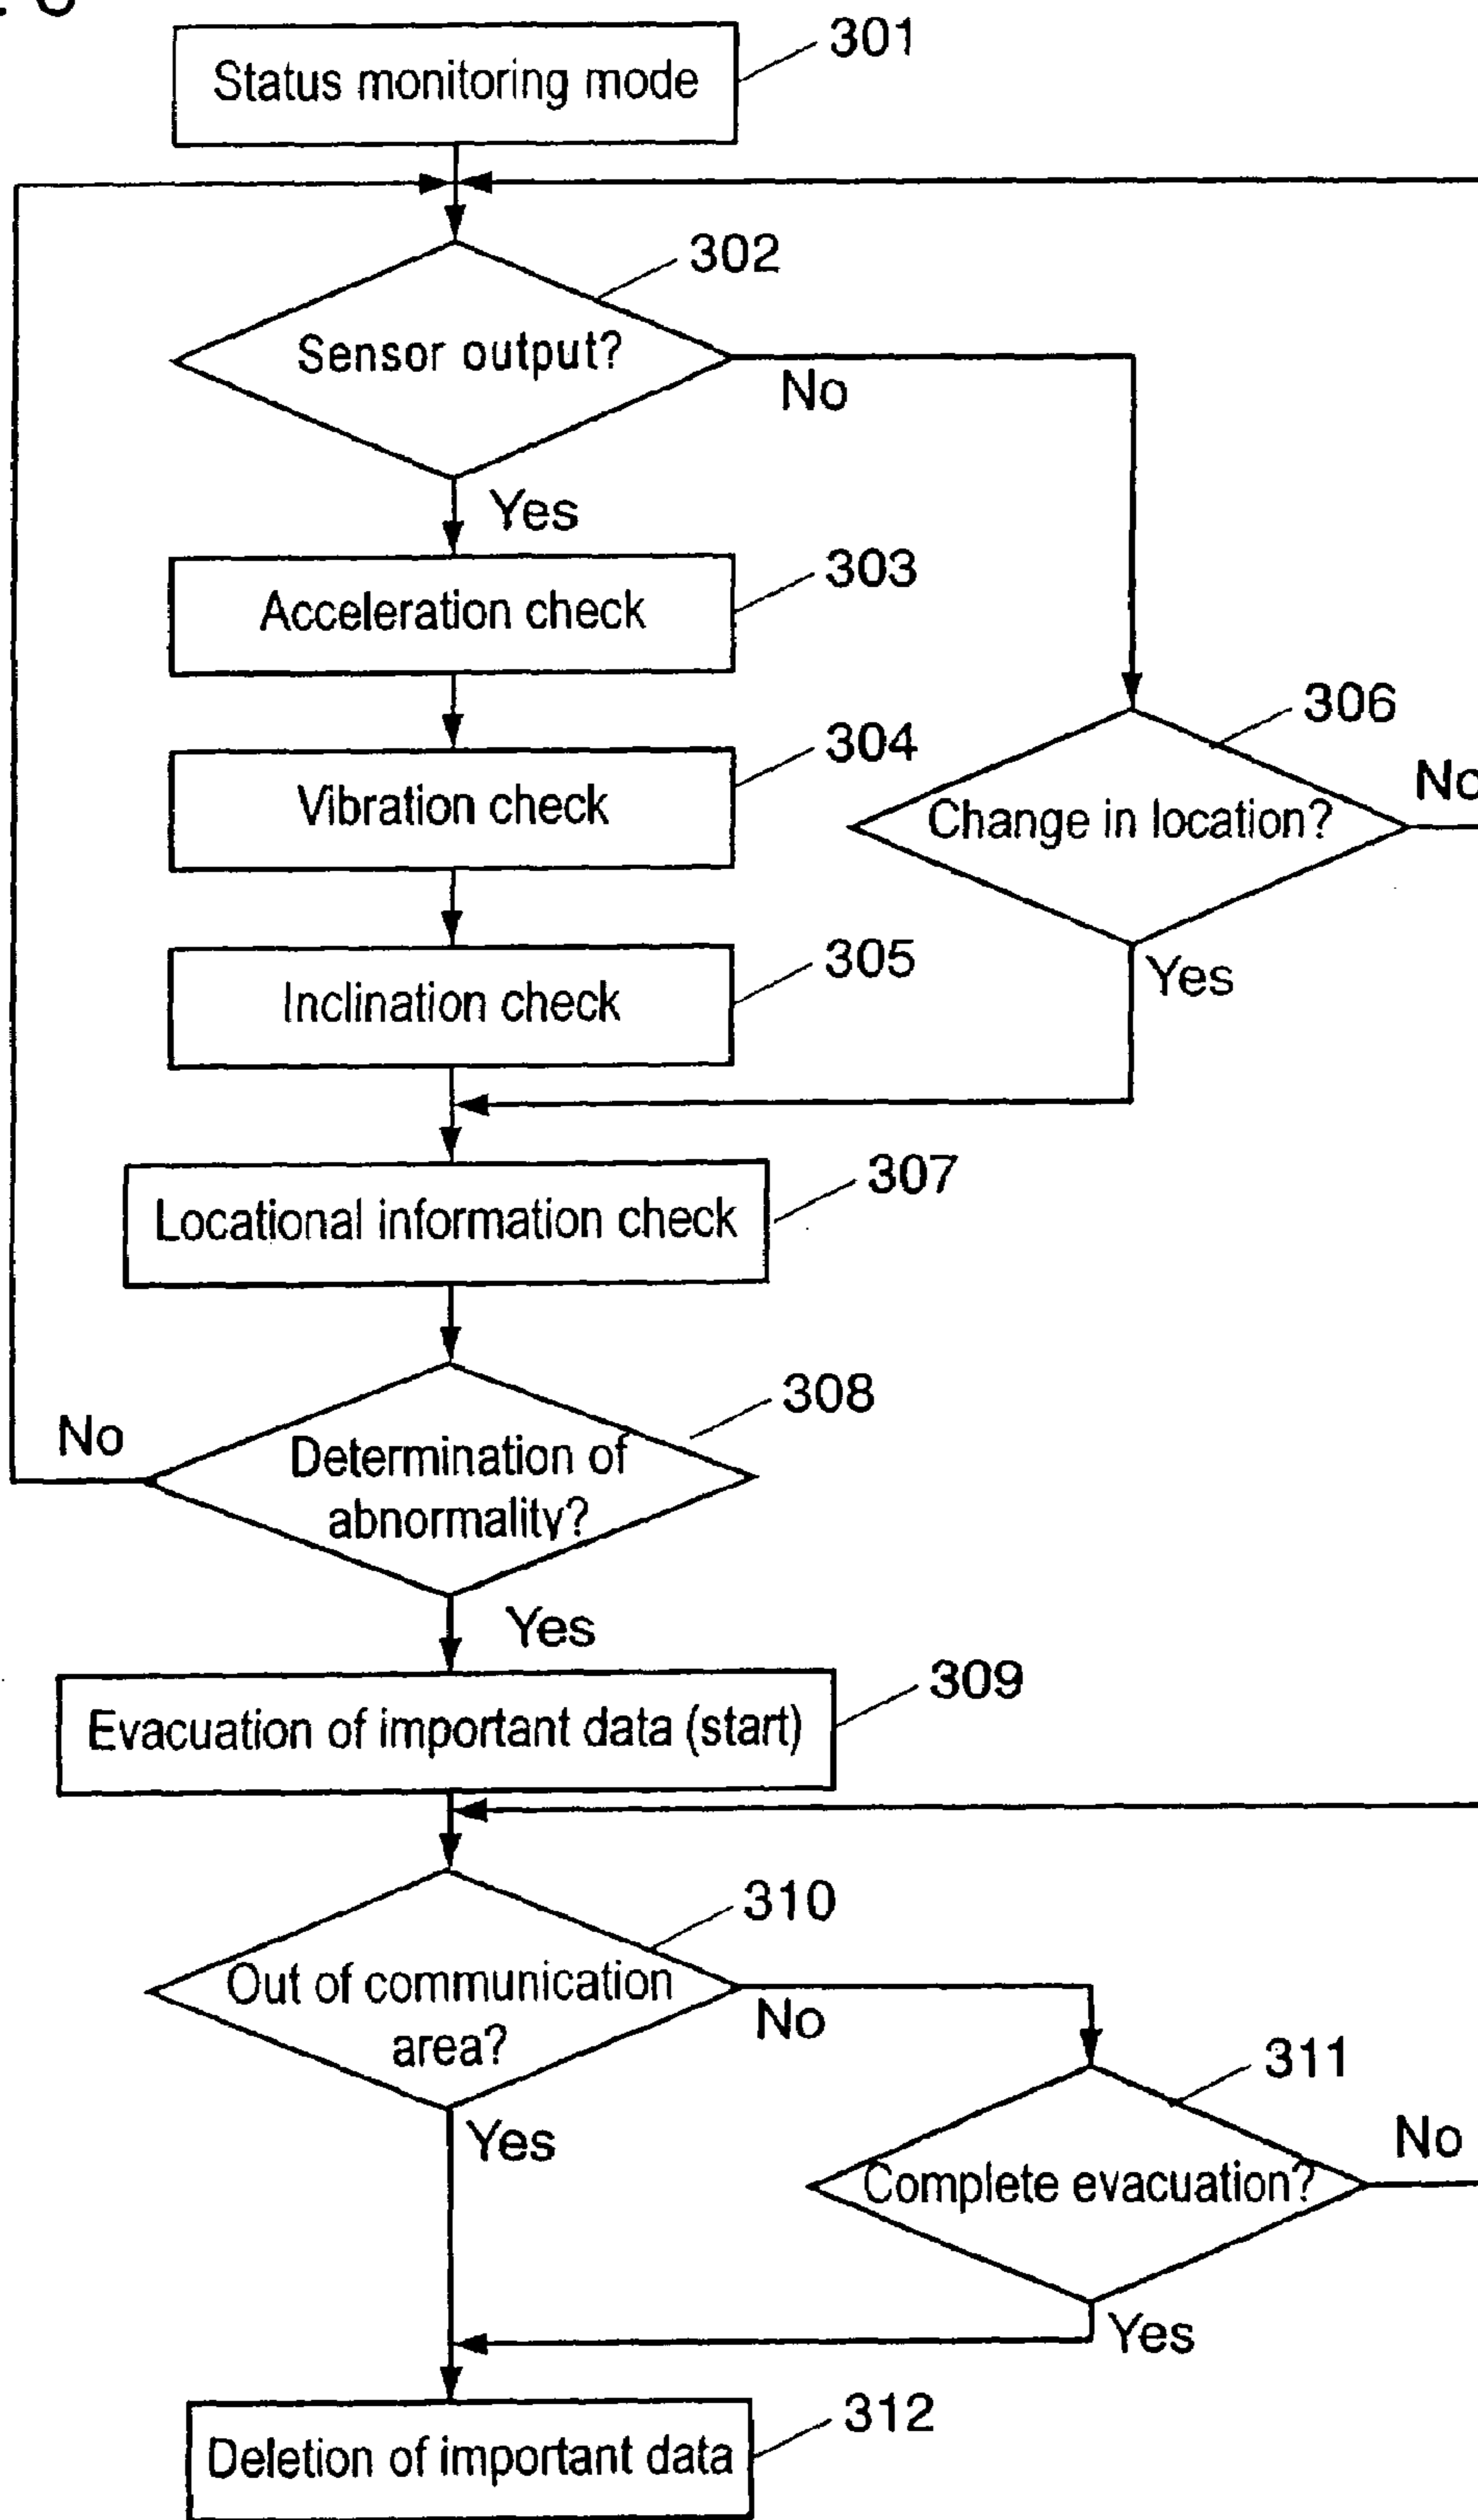 301
Status monitoring mode
302
Sensor output?
No
Yes
303
Acceleration check
304
Vibration check
306
Change in location?
No
Yes
305
Inclination check
307
Locational information check
308
Determination of
abnormality?
No
Yes
309
Evacuation of important data (start)
310
Out of communication
area?
No
Yes
311
Complete evacuation?
No
Yes
312
Deletion of important data